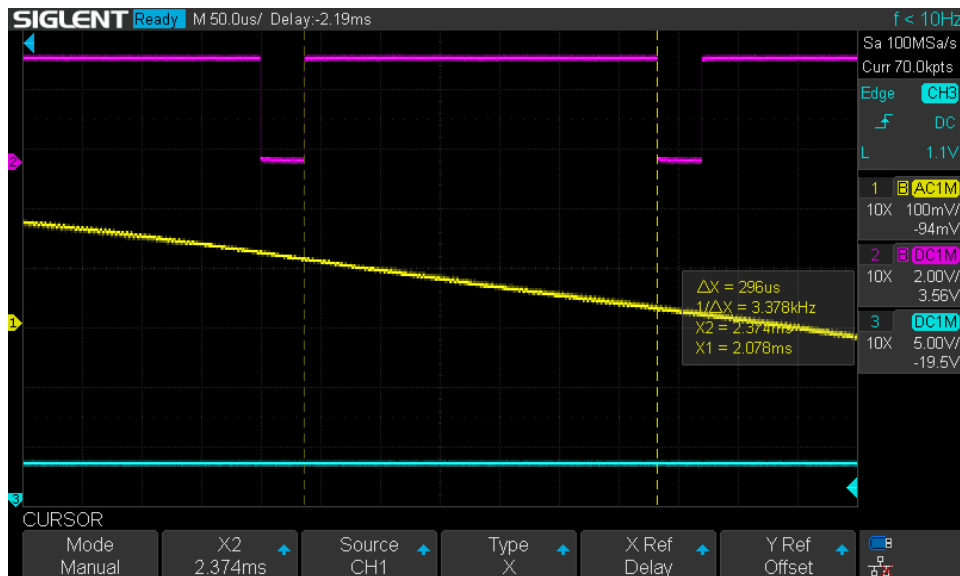 SIGLENT Ready M 50.0us/ Delay:-2.19ms f < 10Hz
Sa 100MSa/s
Curr 70.0kpts
Edge CH3
DC
L 1.1V
1 B AC1M
10X 100mV/
-94mV
2 B DC1M
10X 2.00V/
3.56V
3 DC1M
10X 5.00V/
-19.5V
2
1
3
ΔX = 296us
1/ΔX = 3.378kHz
X2 = 2.374ms
X1 = 2.078ms
CURSOR
Mode
Manual
X2
2.374ms
Source
CH1
Type
X
X Ref
Delay
Y Ref
Offset